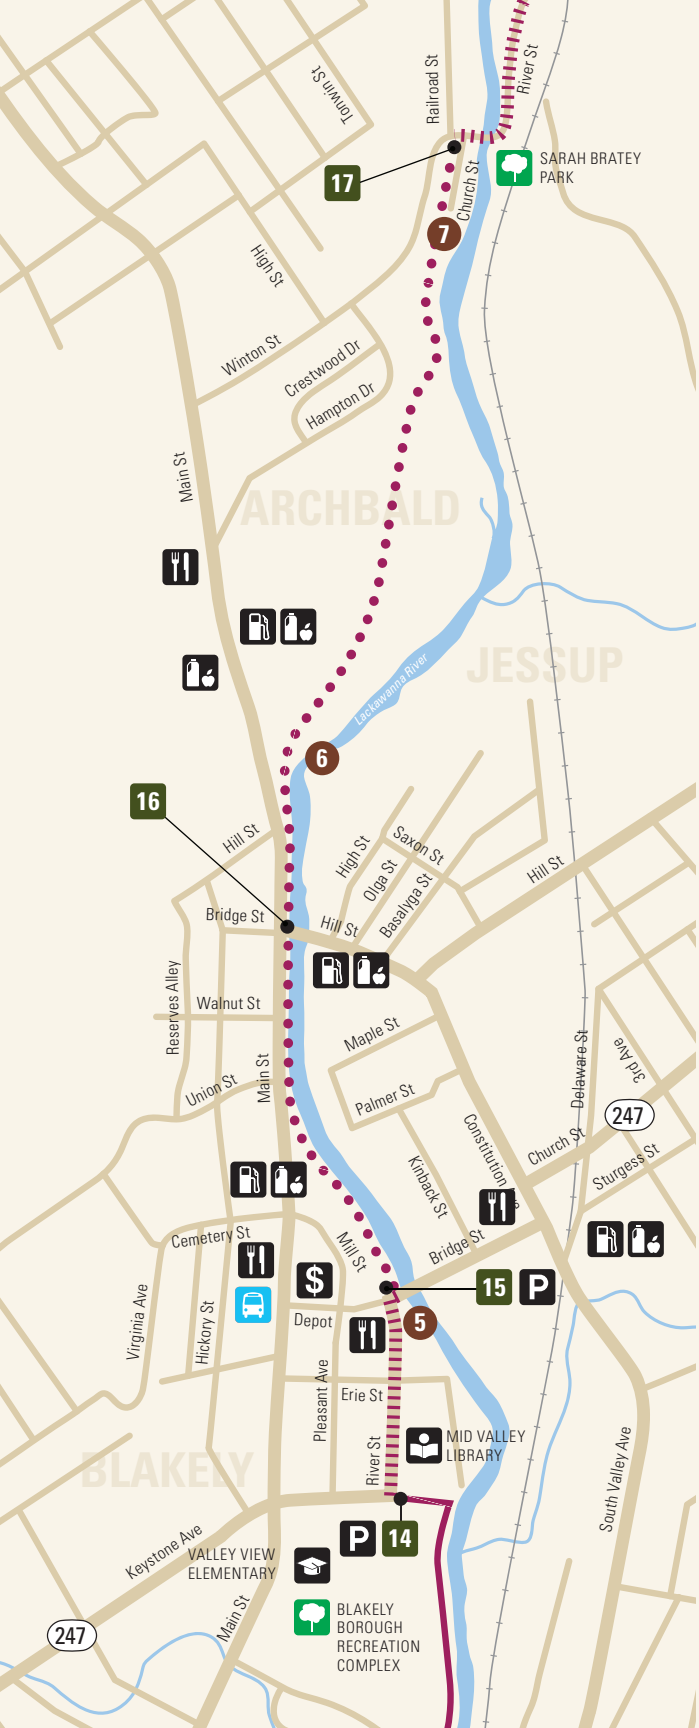 Tonwin St
Railroad St
River St
SARAH BRATEY
PARK
17
Church St
7
High St
Winton St
Crestwood Dr
Hampton Dr
Main St
ARCHBALD
JESSUP
Lackawanna River
6
16
Hill St
High St
Saxon St
Olga St
Basalyga St
Hill St
Bridge St
Hill St
Reserves Alley
Walnut St
Maple St
Main St
Union St
Palmer St
Delaware St
3rd Ave
247
Constitution
Church St
Kinback St
Sturgess St
Cemetery St
Mill St
Bridge St
$
15
P
Virginia Ave
Hickory St
Depot
5
Pleasant Ave
Erie St
River St
MID VALLEY
LIBRARY
BLAKELY
South Valley Ave
P
14
Keystone Ave
VALLEY VIEW
ELEMENTARY
Main St
BLAKELY
BOROUGH
RECREATION
COMPLEX
247